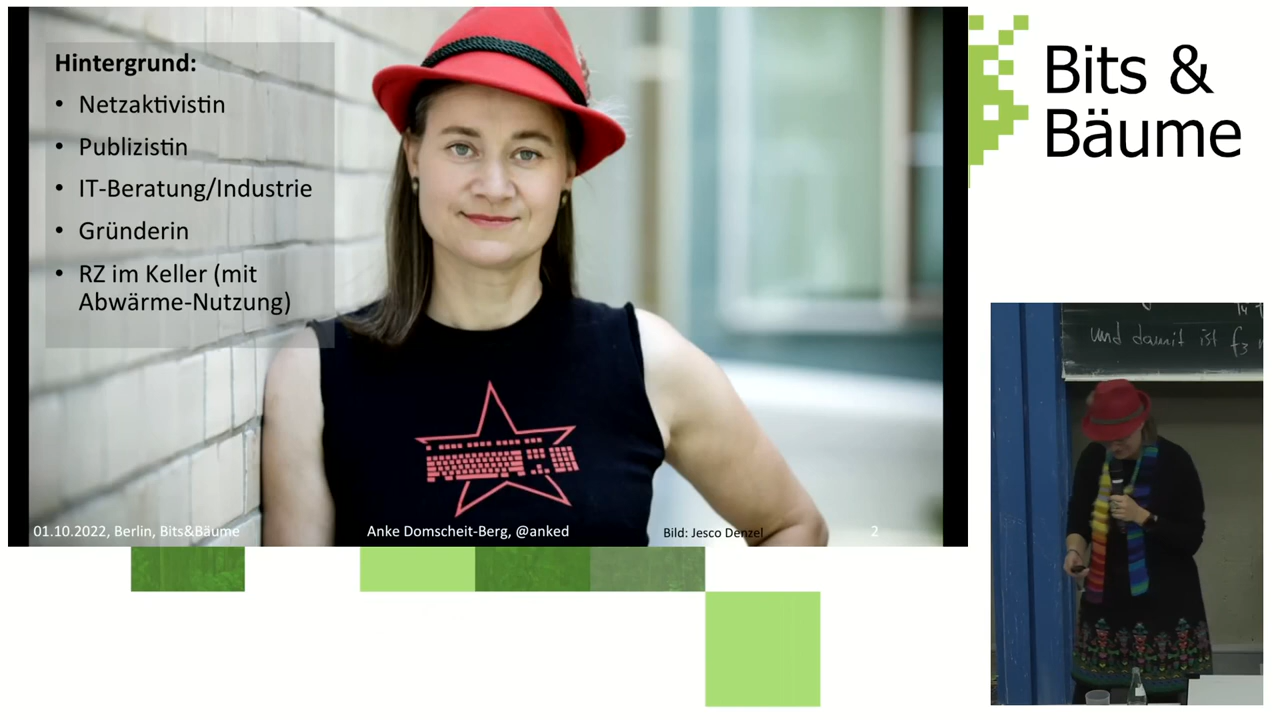 Hintergrund:
• Netzaktivistin
• Publizistin
• IT-Beratung/Industrie
• Gründerin
• RZ im Keller (mit
Abwärme-Nutzung)
01.10.2022, Berlin, Bits&Bäume
Anke Domscheit-Berg, @anked
Bild: Jesco Denzel
2
Bits &
Bäume
und damit ist f3